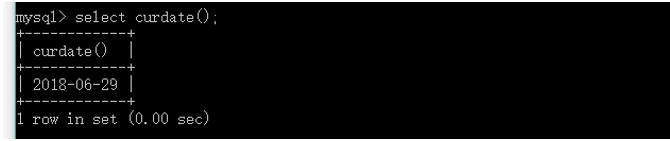 mysql> select curdate();
+------------+
| curdate()  |
+------------+
| 2018-06-29 |
+------------+
1 row in set (0.00 sec)